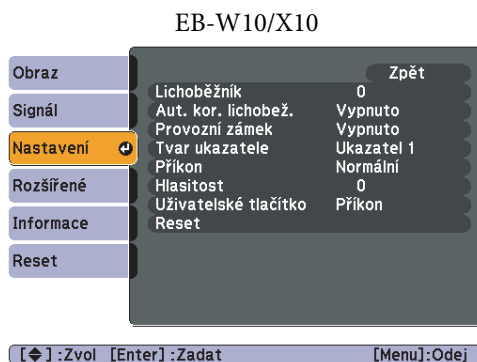 EB-W10/X10
Obraz
Signál
Nastavení
Rozšířené
Informace
Reset
Zpět
Lichoběžník 0
Aut. kor. lichobež. Vypnuto
Provozní zámek Vypnuto
Tvar ukazatele Ukazatel 1
Příkon Normální
Hlasitost 0
Uživatelské tlačítko Příkon
Reset
[◆] :Zvol [Enter] :Zadat [Menu]:Odej